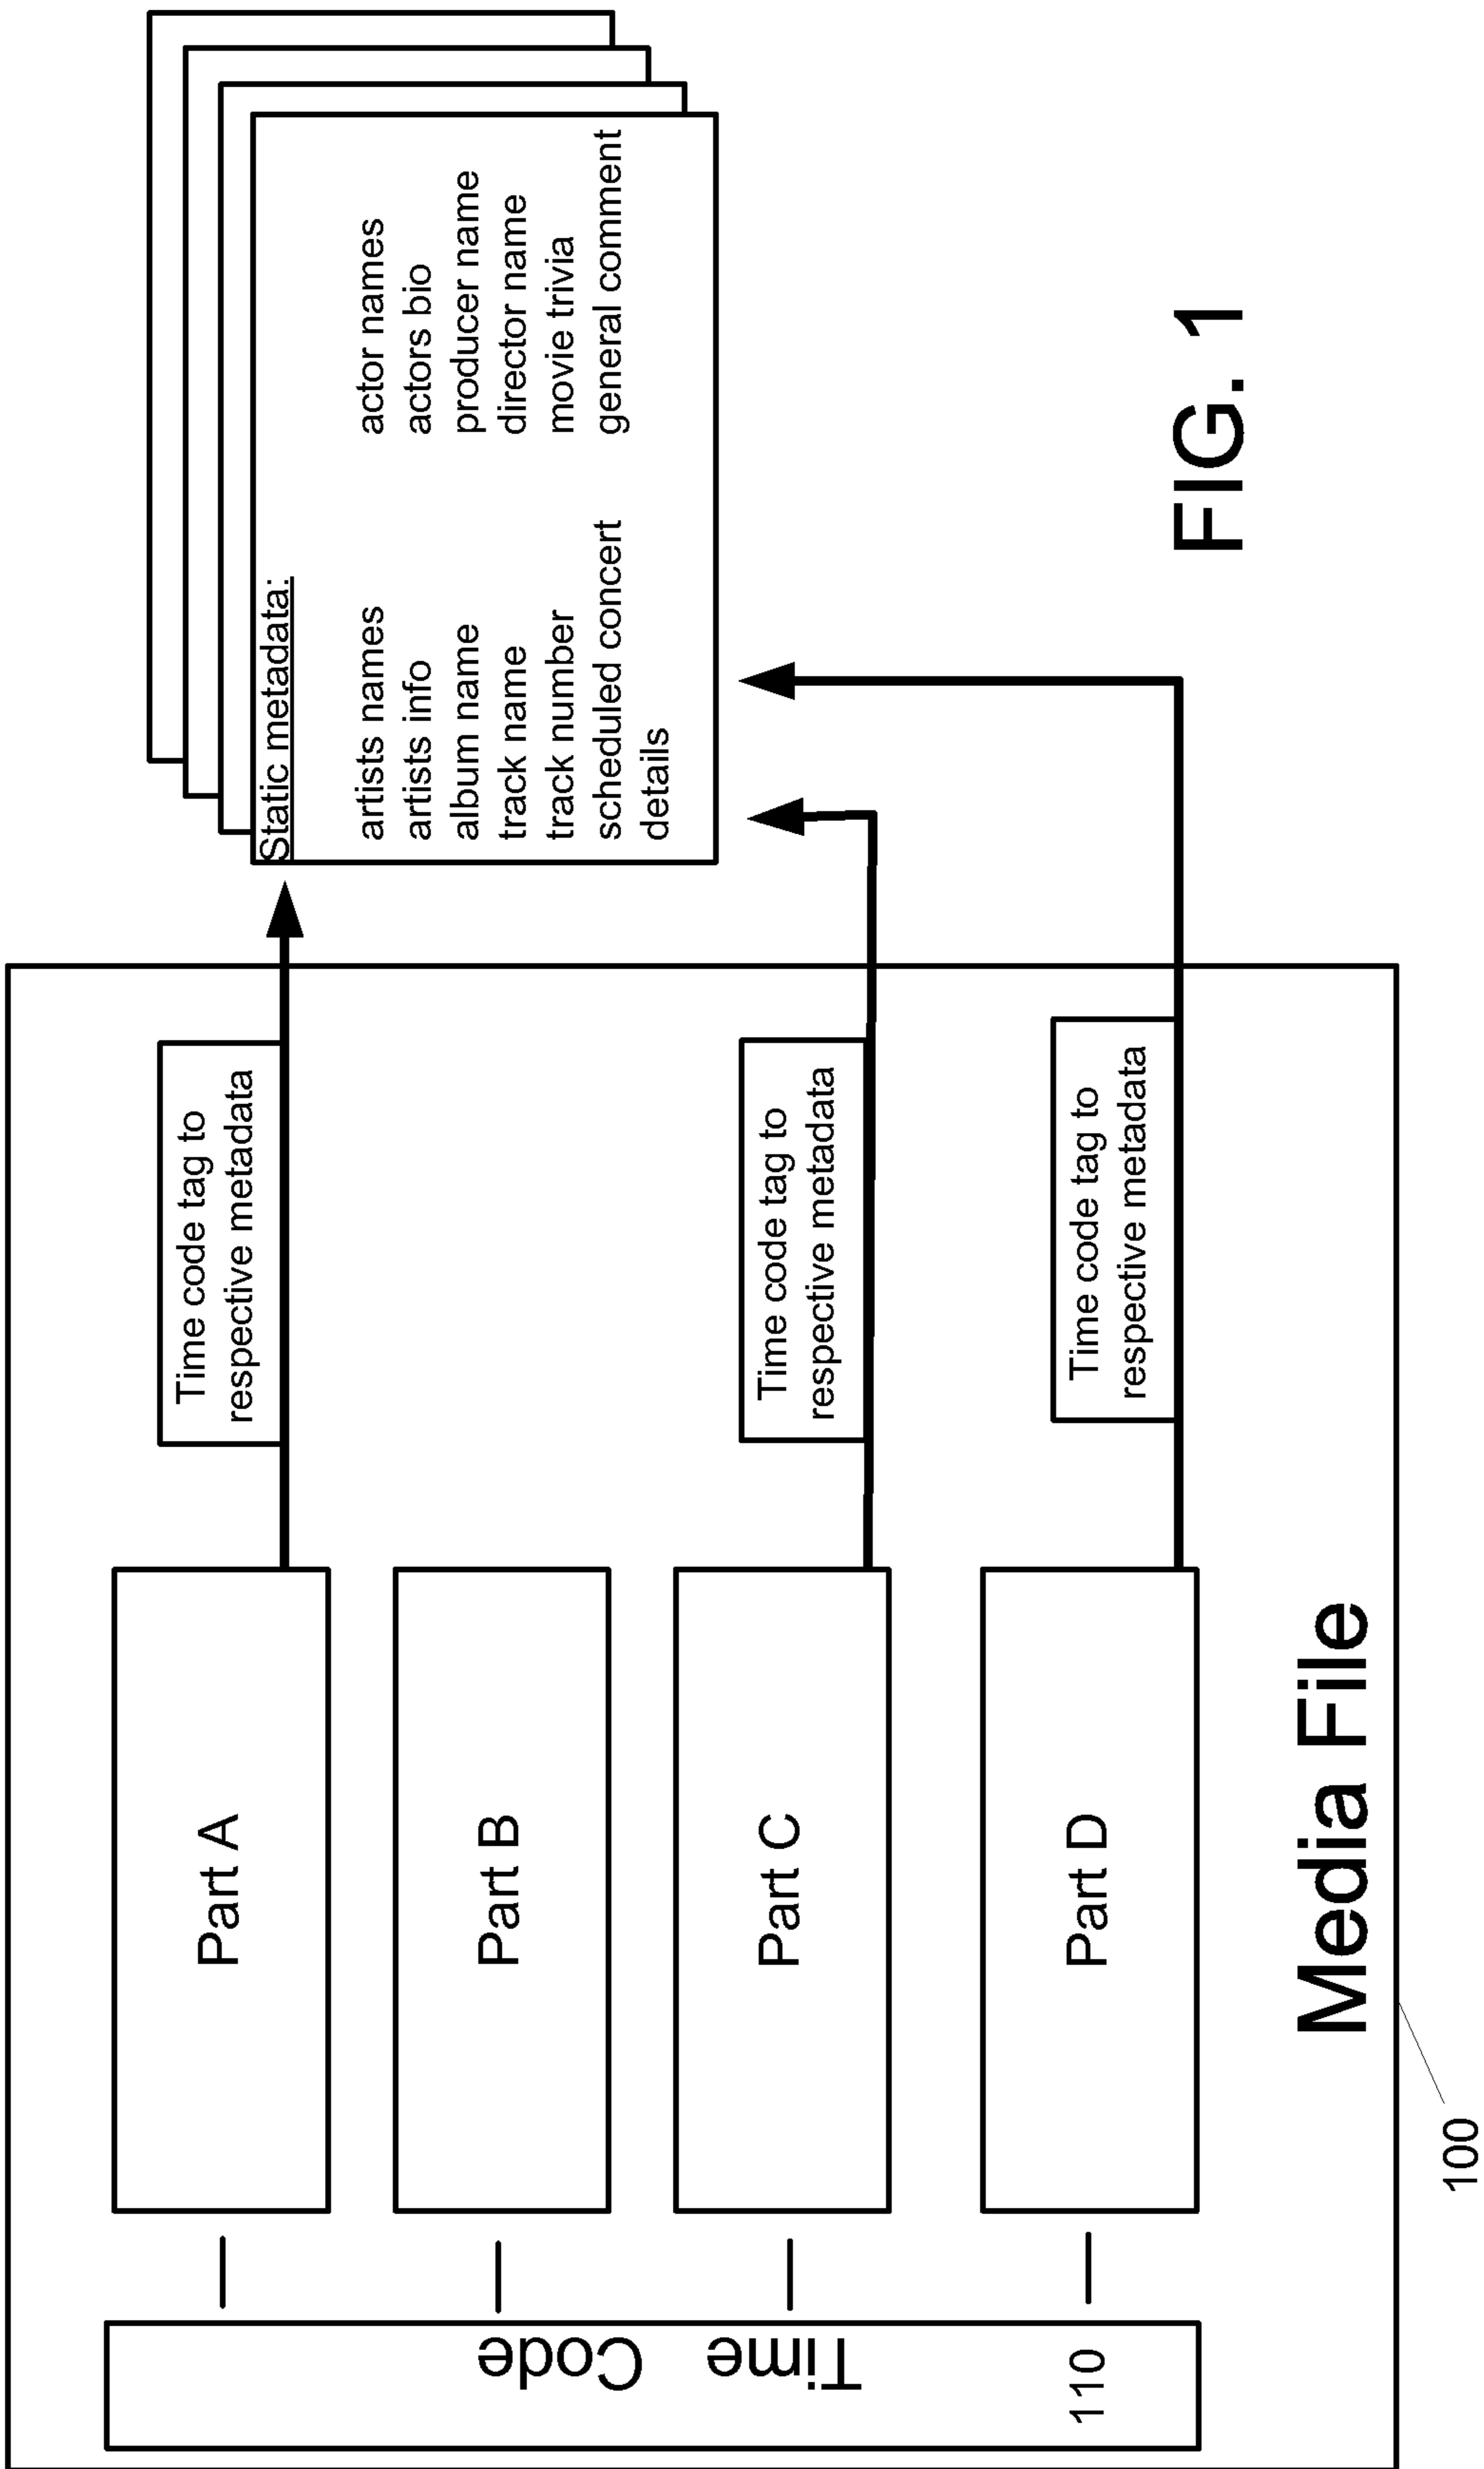 Time Code
110
Part A
Part B
Part C
Part D
Time code tag to
respective metadata
Time code tag to
respective metadata
Time code tag to
respective metadata
Media File
100
Static metadata:
artists names
artists info
album name
track name
track number
scheduled concert
details
actor names
actors bio
producer name
director name
movie trivia
general comment
FIG. 1